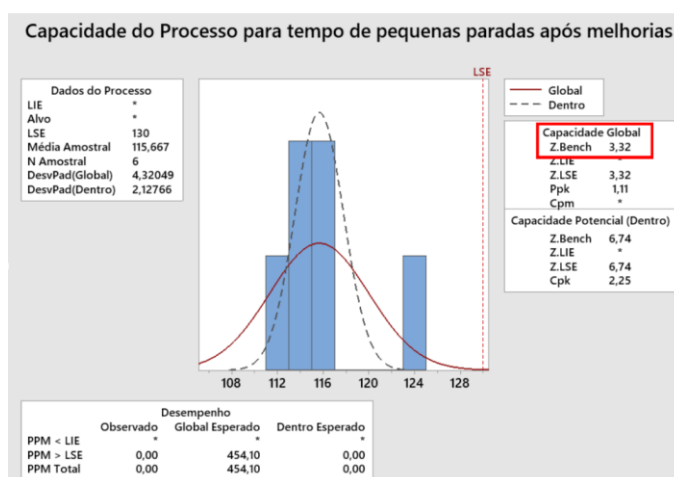 Capacidade do Processo para tempo de pequenas paradas após melhorias
LSE
Dados do Processo
LIE *
Alvo *
LSE 130
Média Amostral 115,667
N Amostral 6
DesvPad(Global) 4,32049
DesvPad(Dentro) 2,12766
Global
Dentro
Capacidade Global
Z.Bench 3,32
Z.LIE *
Z.LSE 3,32
Ppk 1,11
Cpm *
Capacidade Potencial (Dentro)
Z.Bench 6,74
Z.LIE *
Z.LSE 6,74
Cpk 2,25
108 112 116 120 124 128
Desempenho
Observado Global Esperado Dentro Esperado
PPM < LIE * * *
PPM > LSE 0,00 454,10 0,00
PPM Total 0,00 454,10 0,00